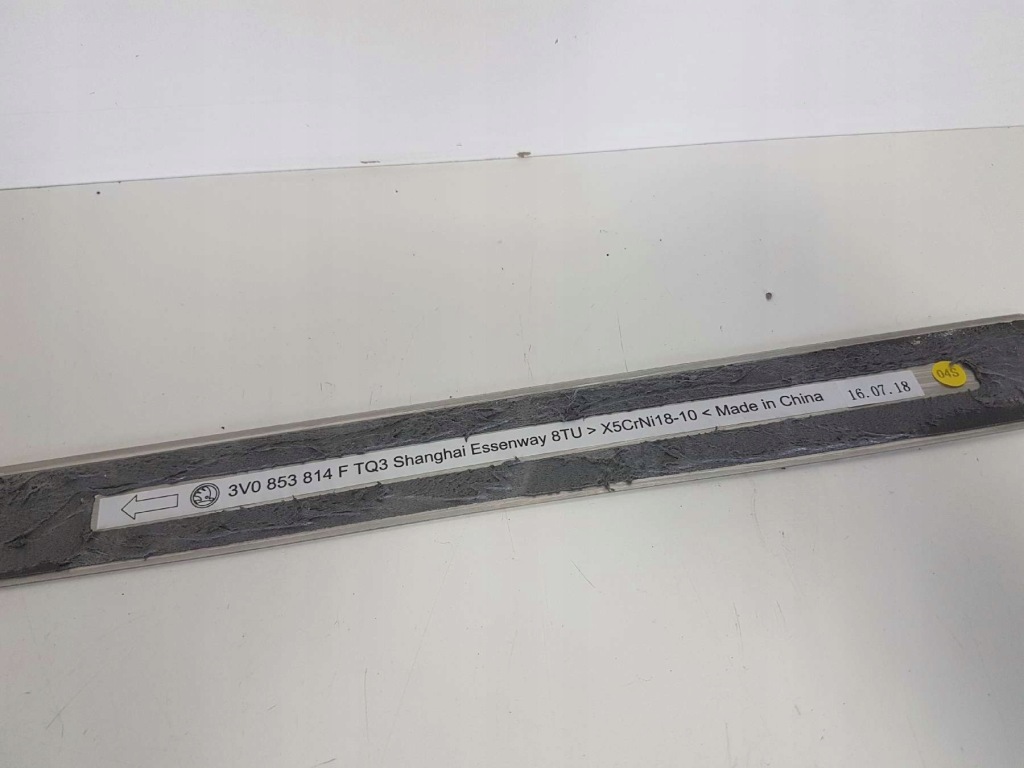 3V0 853 814 F TQ3 Shanghai Essenway 8TU > X5CrNi18-10 < Made in China 16.07.18
04S